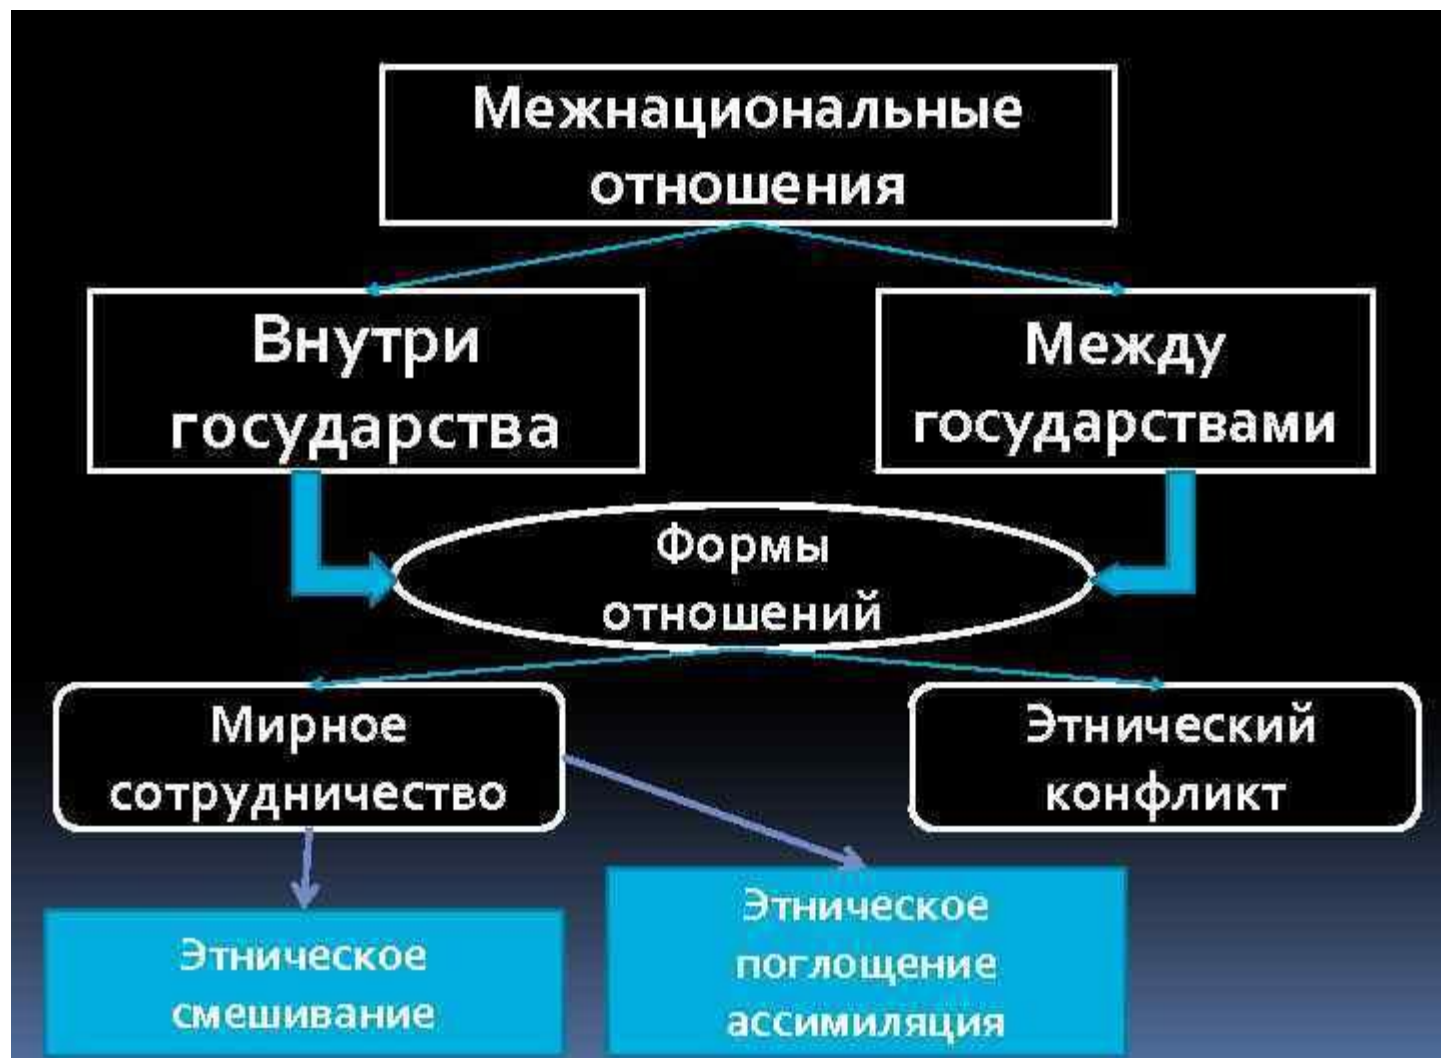 Межнациональные
отношения
Внутри
государства
Между
государствами
Формы
отношений
Мирное
сотрудничество
Этнический
конфликт
Этническое
смешивание
Этническое
поглощение
ассимиляция